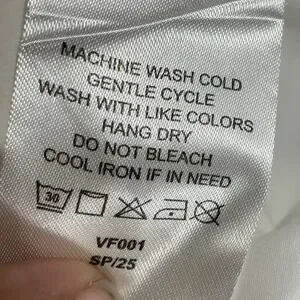 MACHINE WASH COLD
GENTLE CYCLE
WASH WITH LIKE COLORS
HANG DRY
DO NOT BLEACH
COOL IRON IF IN NEED
30
VF001
SP/25